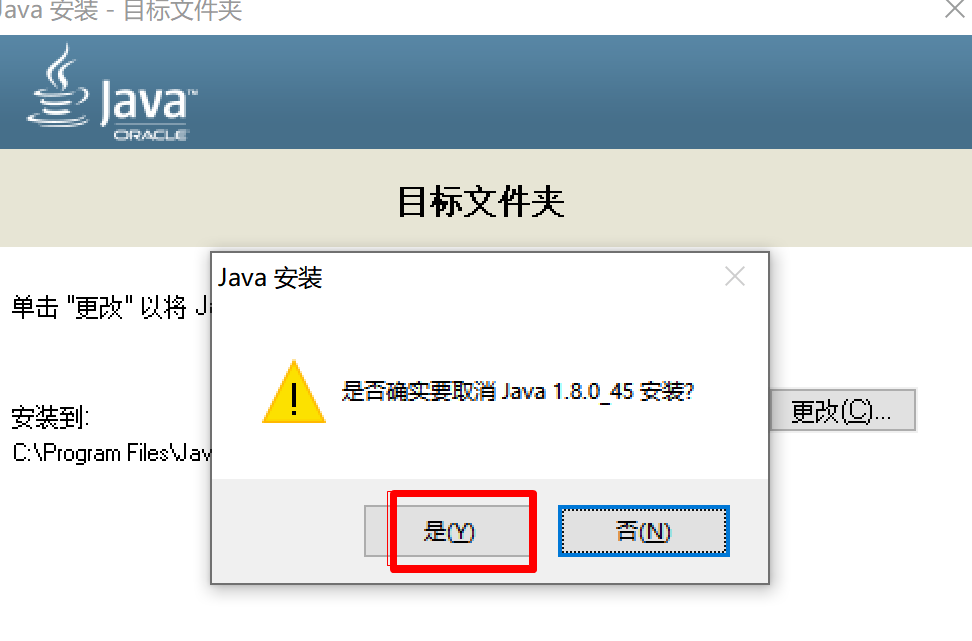 Java 安装 - 目标文件夹
Java™
ORACLE
目标文件夹
Java 安装
单击 "更改" 以将
是否确实要取消 Java 1.8.0_45 安装?
更改(C)...
安装到:
C:\Program Files\Jav
是(Y)
否(N)